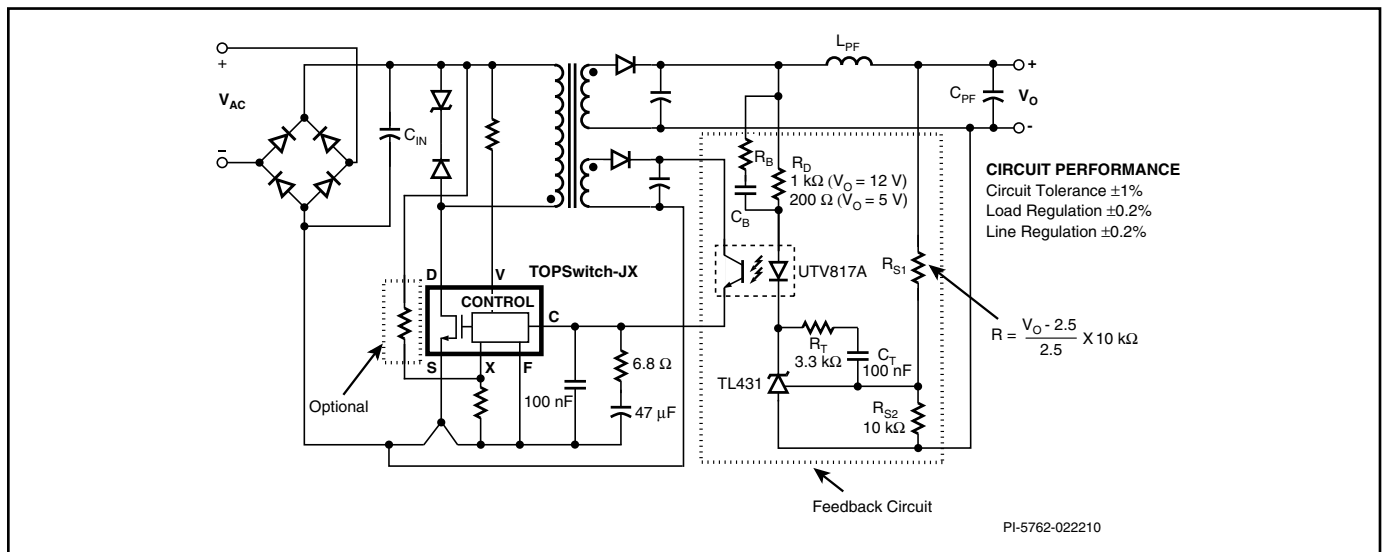 +
V_AC
−
C_IN
L_PF
+
C_PF
V_O
-
R_B
C_B
R_D
1 kΩ (V_O = 12 V)
200 Ω (V_O = 5 V)
CIRCUIT PERFORMANCE
Circuit Tolerance ±1%
Load Regulation ±0.2%
Line Regulation ±0.2%
D
V
TOPSwitch-JX
CONTROL
C
S
X
F
UTV817A
R_S1
R = (V_O - 2.5) / 2.5 X 10 kΩ
R_T
3.3 kΩ
C_T
100 nF
6.8 Ω
100 nF
47 µF
TL431
R_S2
10 kΩ
Optional
Feedback Circuit
PI-5762-022210